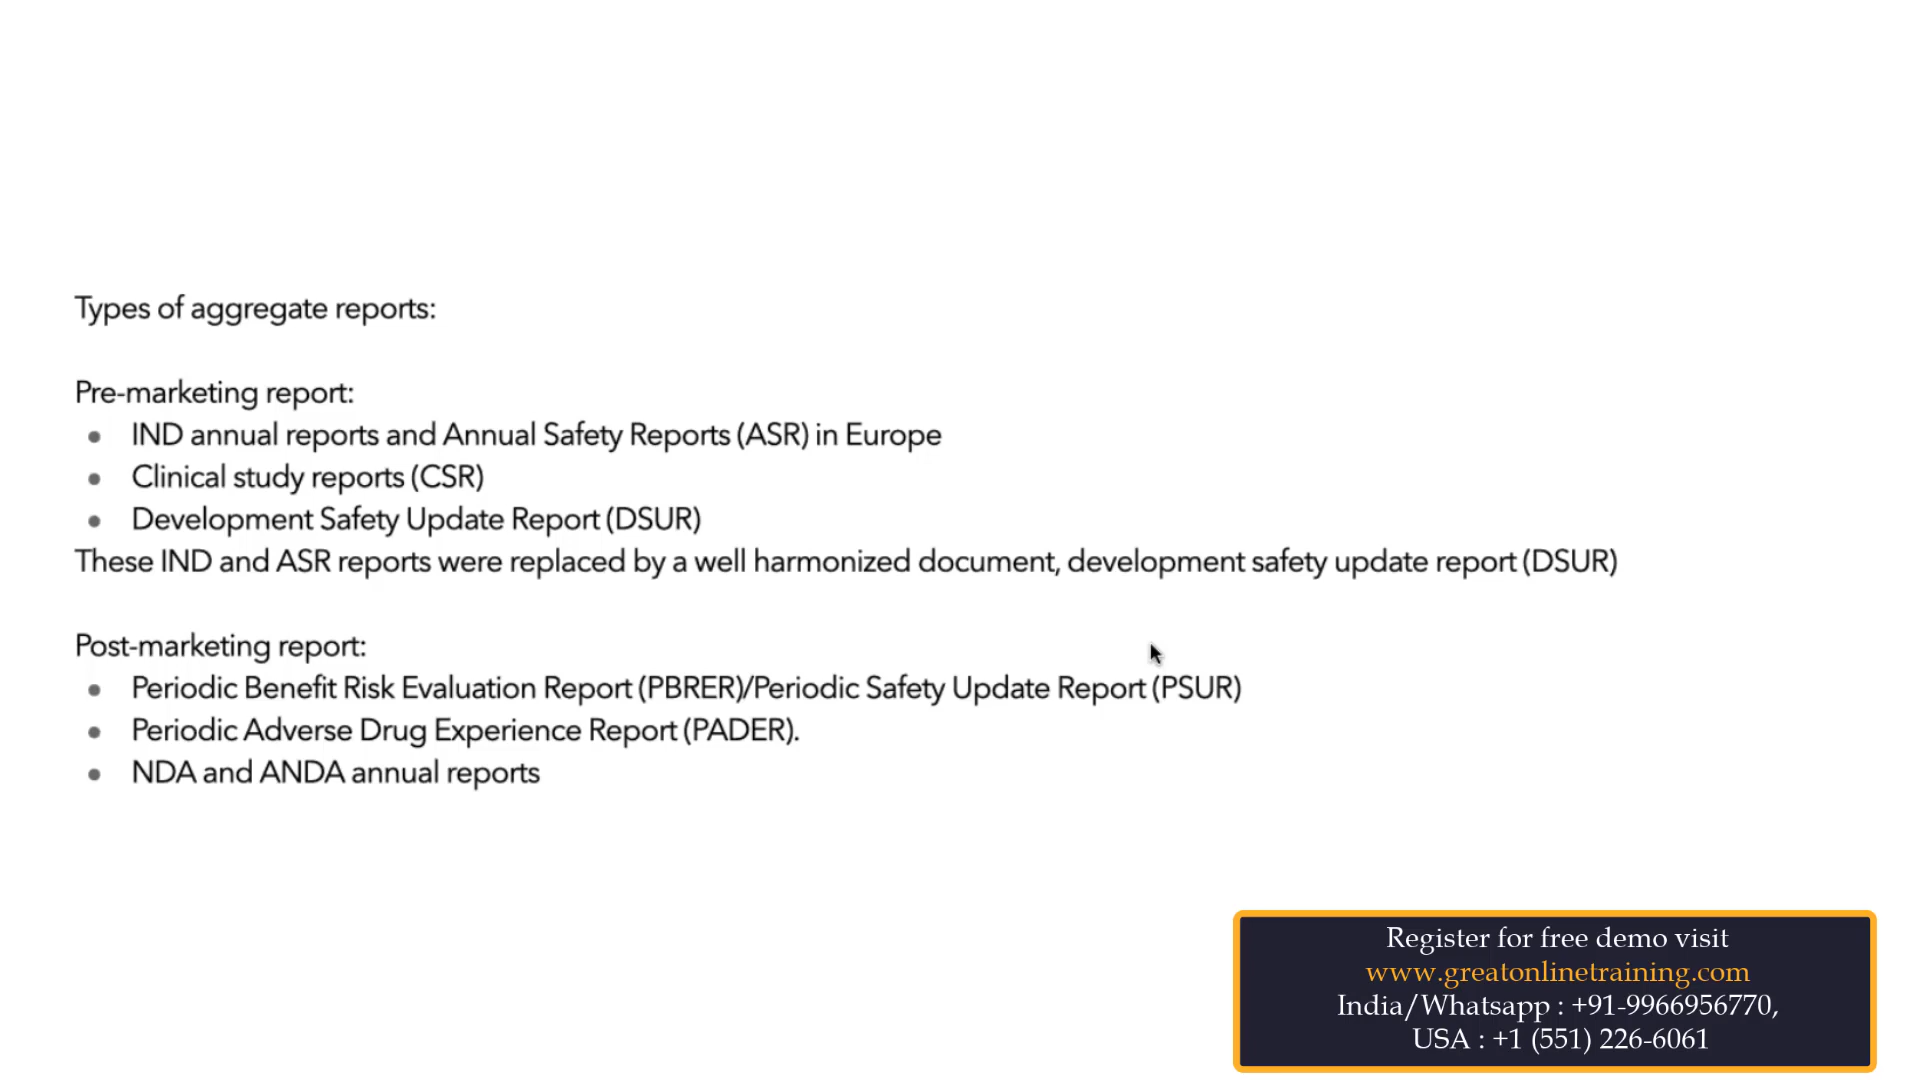 Types of aggregate reports:
Pre-marketing report:
• IND annual reports and Annual Safety Reports (ASR) in Europe
• Clinical study reports (CSR)
• Development Safety Update Report (DSUR)
These IND and ASR reports were replaced by a well harmonized document, development safety update report (DSUR)
Post-marketing report:
• Periodic Benefit Risk Evaluation Report (PBRER)/Periodic Safety Update Report (PSUR)
• Periodic Adverse Drug Experience Report (PADER).
• NDA and ANDA annual reports
Register for free demo visit
www.greatonlinetraining.com
India/Whatsapp : +91-9966956770,
USA : +1 (551) 226-6061